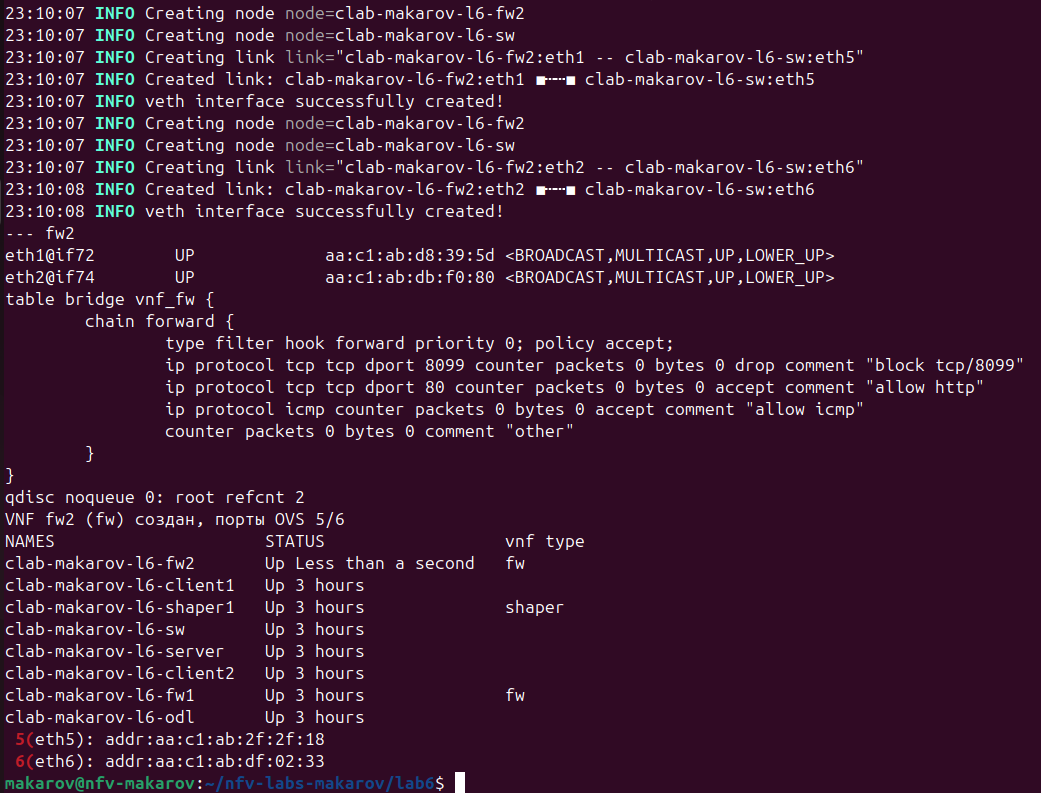 23:10:07 INFO Creating node node=clab-makarov-l6-fw2
23:10:07 INFO Creating node node=clab-makarov-l6-sw
23:10:07 INFO Creating link link="clab-makarov-l6-fw2:eth1 -- clab-makarov-l6-sw:eth5"
23:10:07 INFO Created link: clab-makarov-l6-fw2:eth1 ▪┄┄▪ clab-makarov-l6-sw:eth5
23:10:07 INFO veth interface successfully created!
23:10:07 INFO Creating node node=clab-makarov-l6-fw2
23:10:07 INFO Creating node node=clab-makarov-l6-sw
23:10:07 INFO Creating link link="clab-makarov-l6-fw2:eth2 -- clab-makarov-l6-sw:eth6"
23:10:08 INFO Created link: clab-makarov-l6-fw2:eth2 ▪┄┄▪ clab-makarov-l6-sw:eth6
23:10:08 INFO veth interface successfully created!
--- fw2
eth1@if72        UP             aa:c1:ab:d8:39:5d <BROADCAST,MULTICAST,UP,LOWER_UP>
eth2@if74        UP             aa:c1:ab:db:f0:80 <BROADCAST,MULTICAST,UP,LOWER_UP>
table bridge vnf_fw {
        chain forward {
                type filter hook forward priority 0; policy accept;
                ip protocol tcp tcp dport 8099 counter packets 0 bytes 0 drop comment "block tcp/8099"
                ip protocol tcp tcp dport 80 counter packets 0 bytes 0 accept comment "allow http"
                ip protocol icmp counter packets 0 bytes 0 accept comment "allow icmp"
                counter packets 0 bytes 0 comment "other"
        }
}
qdisc noqueue 0: root refcnt 2
VNF fw2 (fw) создан, порты OVS 5/6
NAMES                     STATUS                  vnf type
clab-makarov-l6-fw2       Up Less than a second   fw
clab-makarov-l6-client1   Up 3 hours
clab-makarov-l6-shaper1   Up 3 hours              shaper
clab-makarov-l6-sw        Up 3 hours
clab-makarov-l6-server    Up 3 hours
clab-makarov-l6-client2   Up 3 hours
clab-makarov-l6-fw1       Up 3 hours              fw
clab-makarov-l6-odl       Up 3 hours
 5(eth5): addr:aa:c1:ab:2f:2f:18
 6(eth6): addr:aa:c1:ab:df:02:33
makarov@nfv-makarov:~/nfv-labs-makarov/lab6$